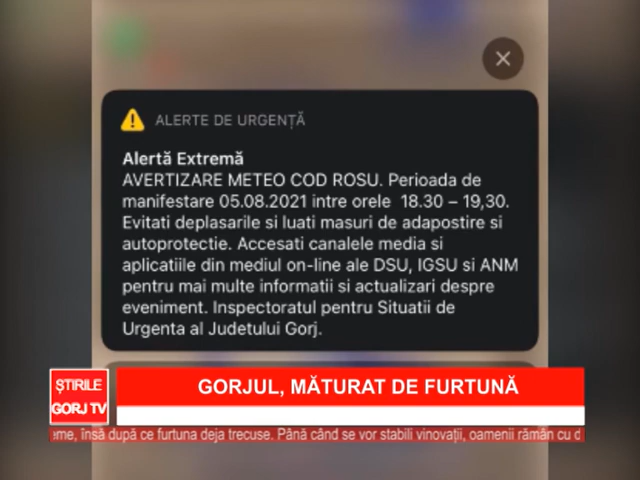 ALERTE DE URGENȚĂ
Alertă Extremă
AVERTIZARE METEO COD ROSU. Perioada de
manifestare 05.08.2021 intre orele 18.30 – 19,30.
Evitati deplasarile si luati masuri de adapostire si
autoprotectie. Accesati canalele media si
aplicatiile din mediul on-line ale DSU, IGSU si ANM
pentru mai multe informatii si actualizari despre
eveniment. Inspectoratul pentru Situatii de
Urgenta al Judetului Gorj.
ȘTIRILE
GORJ TV
GORJUL, MĂTURAT DE FURTUNĂ
eme, însă după ce furtuna deja trecuse. Până când se vor stabili vinovații, oamenii rămân cu d